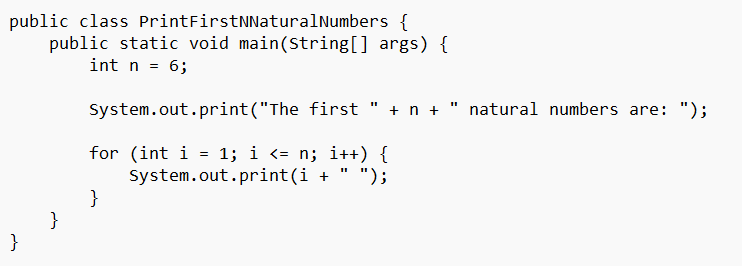 public class PrintFirstNNaturalNumbers {
    public static void main(String[] args) {
        int n = 6;

        System.out.print("The first " + n + " natural numbers are: ");

        for (int i = 1; i <= n; i++) {
            System.out.print(i + " ");
        }
    }
}